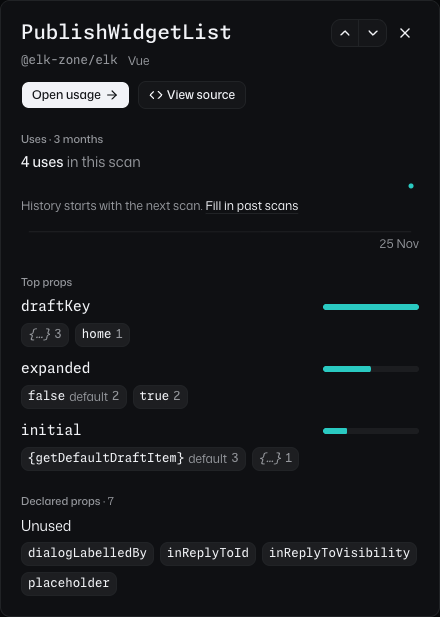 PublishWidgetList
@elk-zone/elk Vue
Open usage → <> View source
Uses · 3 months
4 uses in this scan
History starts with the next scan. Fill in past scans
25 Nov
Top props
draftKey
{…} 3 home 1
expanded
false default 2 true 2
initial
{getDefaultDraftItem} default 3 {…} 1
Declared props · 7
Unused
dialogLabelledBy inReplyToId inReplyToVisibility
placeholder